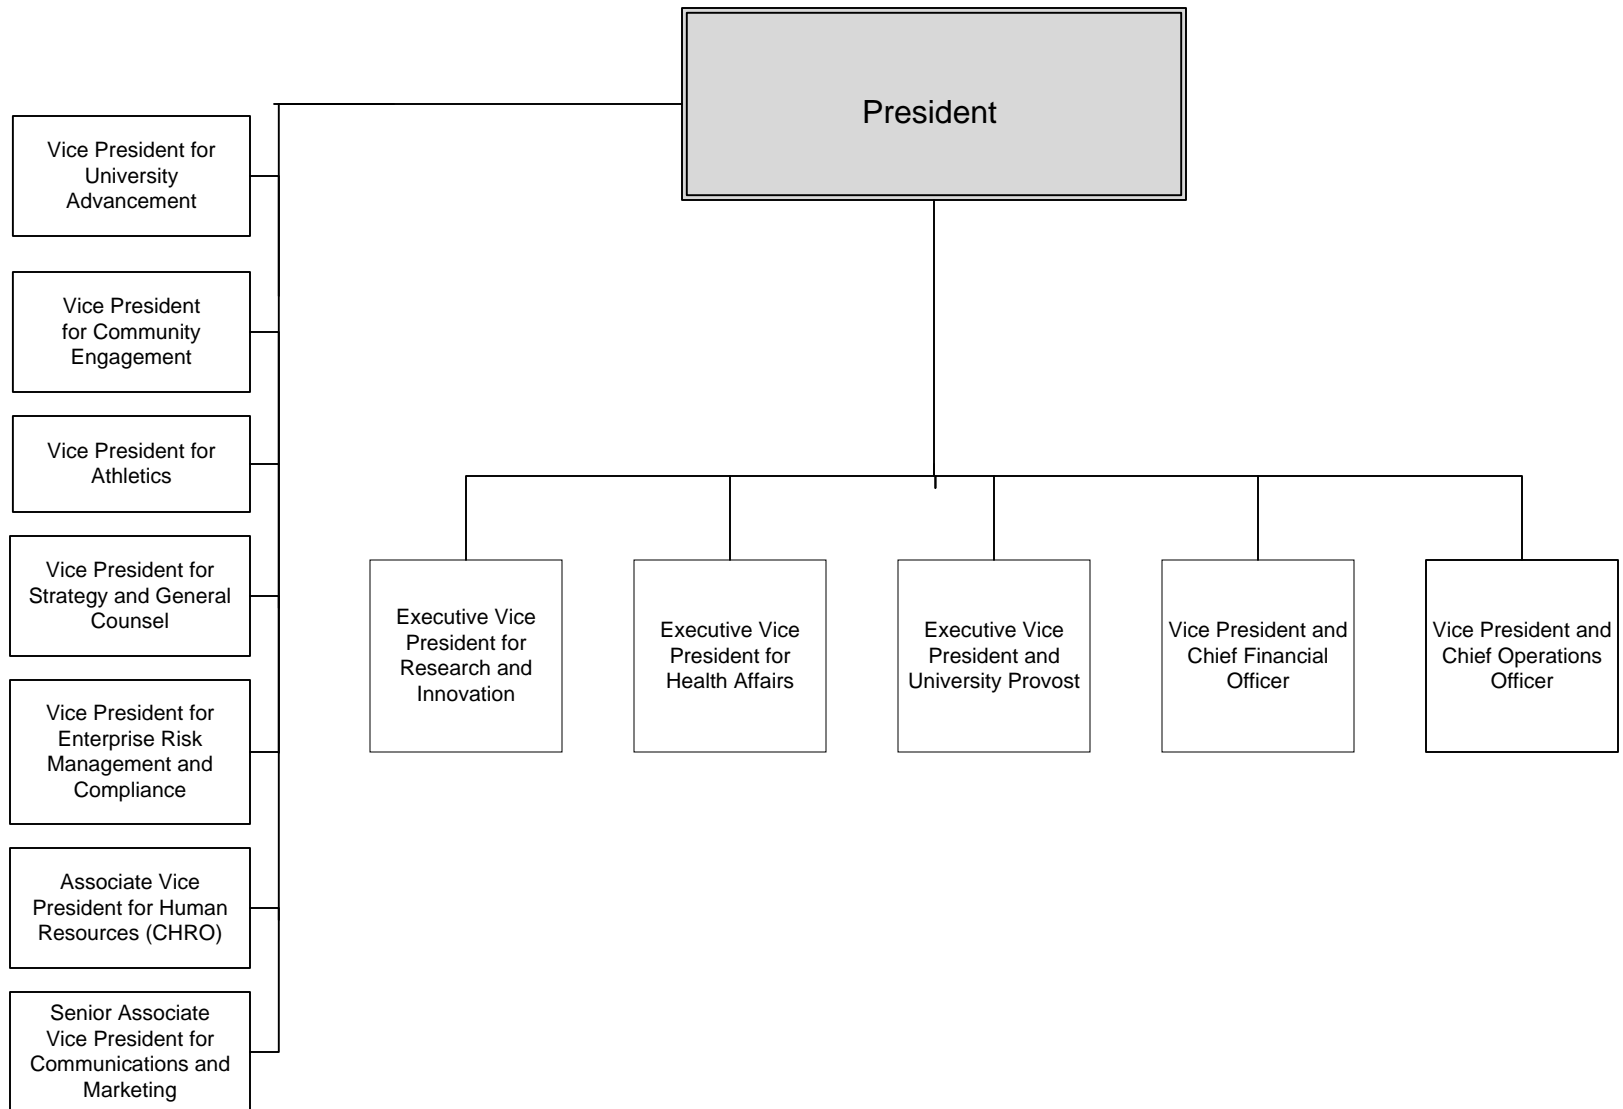 President
Vice President for
University
Advancement
Vice President
for Community
Engagement
Vice President for
Athletics
Vice President for
Strategy and General
Counsel
Vice President for
Enterprise Risk
Management and
Compliance
Associate Vice
President for Human
Resources (CHRO)
Senior Associate
Vice President for
Communications and
Marketing
Executive Vice
President for
Research and
Innovation
Executive Vice
President for
Health Affairs
Executive Vice
President and
University Provost
Vice President and
Chief Financial
Officer
Vice President and
Chief Operations
Officer